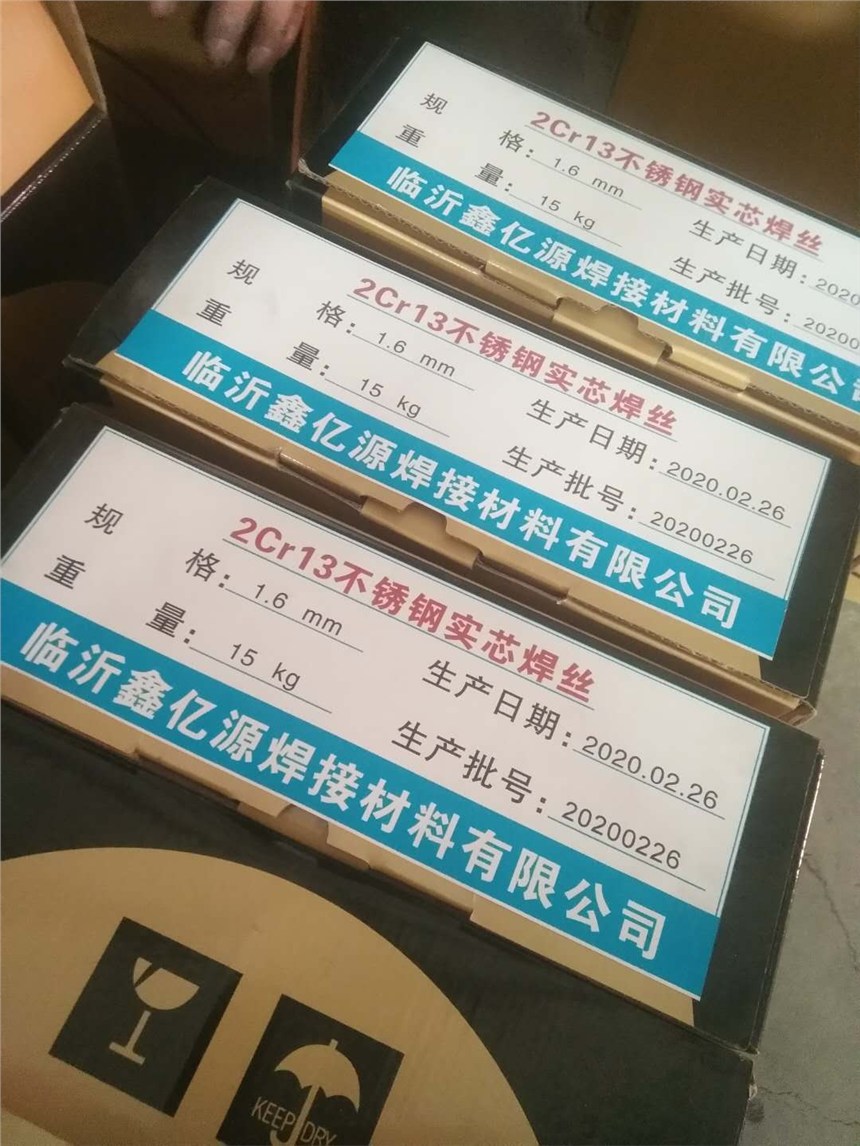 2Cr13不锈钢实芯焊丝
规 格: 1.6 mm 生产日期: 2020
重 量: 15 kg 生产批号: 20200
临沂鑫亿源焊接材料有限公司
2Cr13不锈钢实芯焊丝
规 格: 1.6 mm 生产日期: 2020.02.26
重 量: 15 kg 生产批号: 20200226
临沂鑫亿源焊接材料有限公司
2Cr13不锈钢实芯焊丝
规 格: 1.6 mm 生产日期: 2020.02.26
重 量: 15 kg 生产批号: 20200226
临沂鑫亿源焊接材料有限公司
KEEP DRY